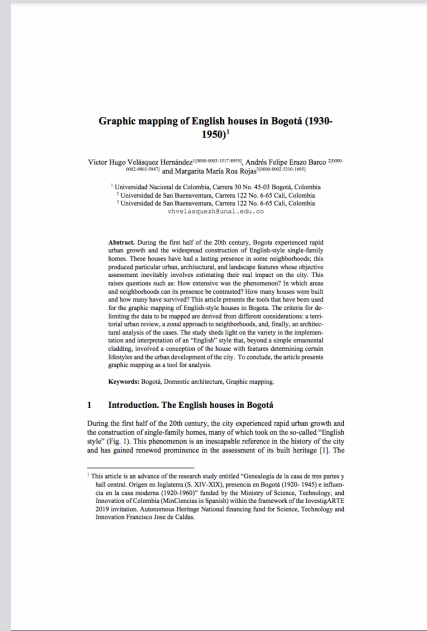 Graphic mapping of English houses in Bogotá (1930-
1950)1
Victor Hugo Velásquez Hernández1[0000-0003-1517-8955], Andrés Felipe Erazo Barco 2[0000-
0002-9003-5847] and Margarita María Roa Rojas3[0000-0002-5310-1695]
1 Universidad Nacional de Colombia, Carrera 30 No. 45-03 Bogotá, Colombia
2 Universidad de San Buenaventura, Carrera 122 No. 6-65 Cali, Colombia
3 Universidad de San Buenaventura, Carrera 122 No. 6-65 Cali, Colombia
vhvelasquezh@unal.edu.co
Abstract. During the first half of the 20th century, Bogota experienced rapid
urban growth and the widespread construction of English-style single-family
homes. These houses have had a lasting presence in some neighborhoods; this
produced particular urban, architectural, and landscape features whose objective
assessment inevitably involves estimating their real impact on the city. This
raises questions such as: How extensive was the phenomenon? In which areas
and neighborhoods can its presence be contrasted? How many houses were built
and how many have survived? This article presents the tools that have been used
for the graphic mapping of English-style houses in Bogota. The criteria for de-
limiting the data to be mapped are derived from different considerations: a terri-
torial urban review, a zonal approach to neighborhoods, and, finally, an architec-
tural analysis of the cases. The study sheds light on the variety in the implemen-
tation and interpretation of an “English” style that, beyond a simple ornamental
cladding, involved a conception of the house with features determining certain
lifestyles and the urban development of the city. To conclude, the article presents
graphic mapping as a tool for analysis.
Keywords: Bogotá, Domestic architecture, Graphic mapping.
1 Introduction. The English houses in Bogotá
During the first half of the 20th century, the city experienced rapid urban growth and
the construction of single-family homes, many of which took on the so-called “English
style” (Fig. 1). This phenomenon is an inescapable reference in the history of the city
and has gained renewed prominence in the assessment of its built heritage [1]. The
1 This article is an advance of the research study entitled “Genealogía de la casa de tres partes y
hall central. Origen en Inglaterra (S. XIV-XIX), presencia en Bogotá (1920- 1945) e influen-
cia en la casa moderna (1920-1960)” funded by the Ministry of Science, Technology, and
Innovation of Colombia (MinCiencias in Spanish) within the framework of the InvestigARTE
2019 invitation. Autonomous Heritage National financing fund for Science, Technology and
Innovation Francisco Jose de Caldas.